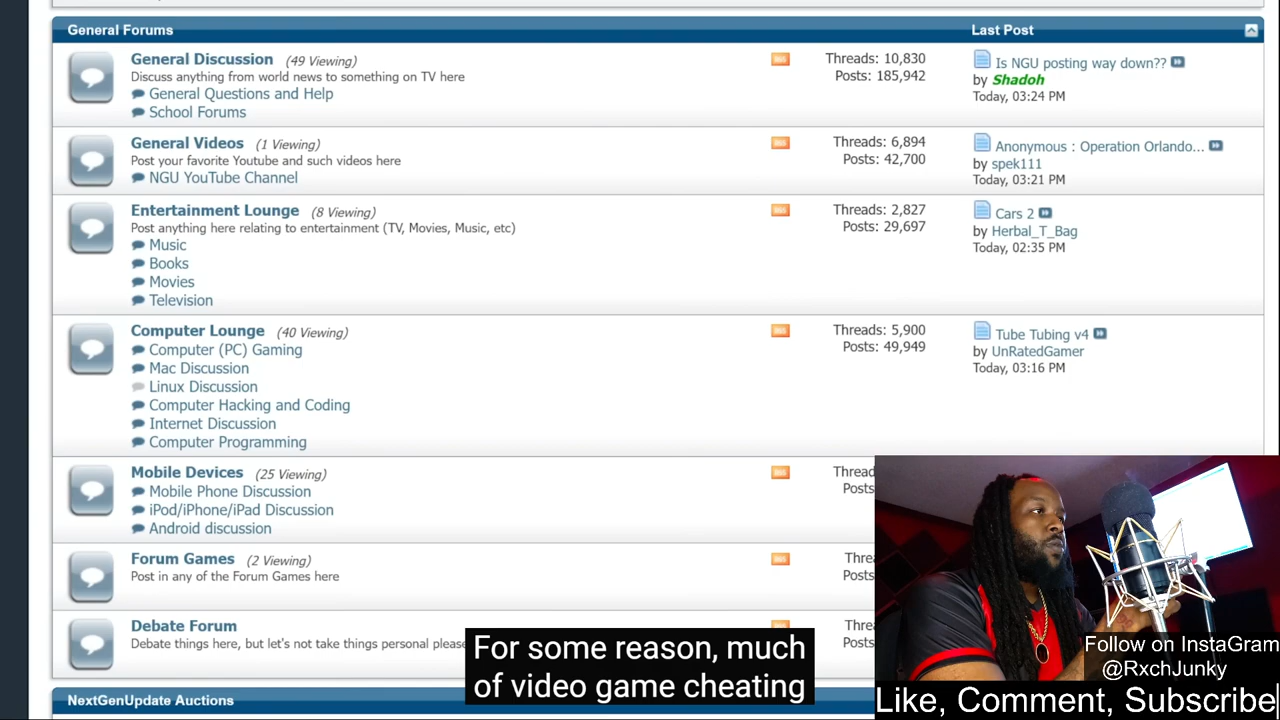 General Forums
Last Post
General Discussion (49 Viewing)
Discuss anything from world news to something on TV here
General Questions and Help
School Forums
Threads: 10,830
Posts: 185,942
Is NGU posting way down??
by Shadoh
Today, 03:24 PM
General Videos (1 Viewing)
Post your favorite Youtube and such videos here
NGU YouTube Channel
Threads: 6,894
Posts: 42,700
Anonymous : Operation Orlando...
by spek111
Today, 03:21 PM
Entertainment Lounge (8 Viewing)
Post anything here relating to entertainment (TV, Movies, Music, etc)
Music
Books
Movies
Television
Threads: 2,827
Posts: 29,697
Cars 2
by Herbal_T_Bag
Today, 02:35 PM
Computer Lounge (40 Viewing)
Computer (PC) Gaming
Mac Discussion
Linux Discussion
Computer Hacking and Coding
Internet Discussion
Computer Programming
Threads: 5,900
Posts: 49,949
Tube Tubing v4
by UnRatedGamer
Today, 03:16 PM
Mobile Devices (25 Viewing)
Mobile Phone Discussion
iPod/iPhone/iPad Discussion
Android discussion
Thread
Posts:
Forum Games (2 Viewing)
Post in any of the Forum Games here
Threa
Posts:
Debate Forum
Debate things here, but let's not take things personal please
Threa
Posts:
NextGenUpdate Auctions
For some reason, much
of video game cheating
Follow on InstaGram
@RxchJunky
Like, Comment, Subscribe